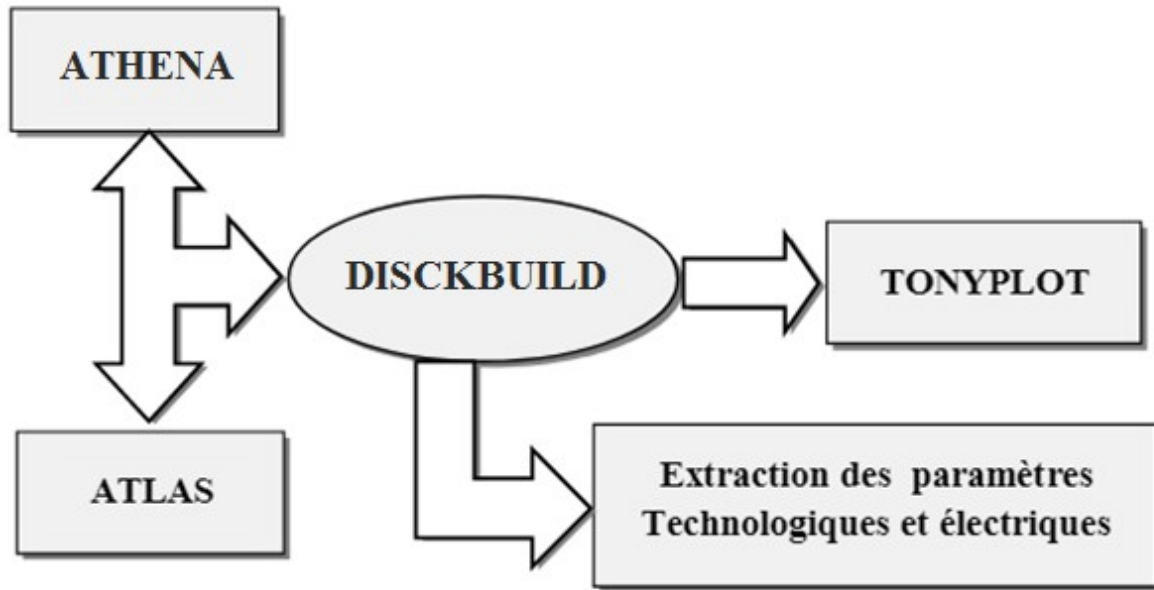 ATHENA
DISCKBUILD
TONYPLOT
ATLAS
Extraction des paramètres
Technologiques et électriques